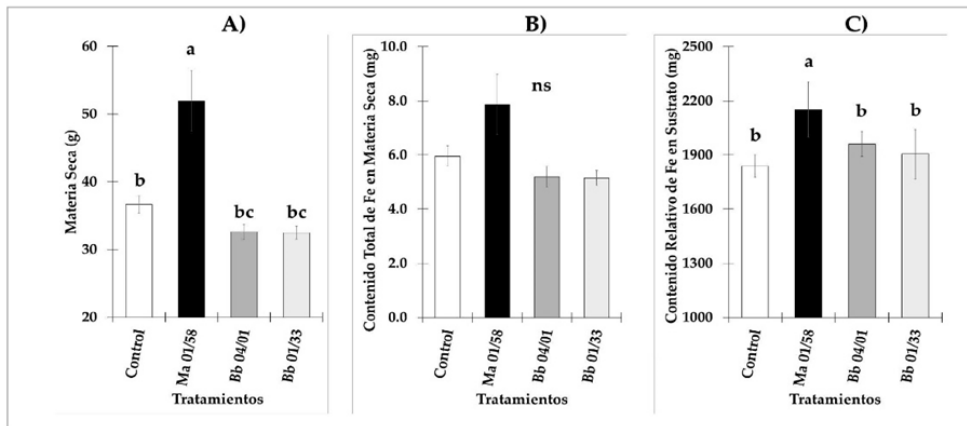 A)
Materia Seca (g)
60
50
40
30
20
a
b
bc
bc
Control
Ma 01/58
Bb 04/01
Bb 01/33
Tratamientos
B)
Contenido Total de Fe en Materia Seca (mg)
10.0
8.0
6.0
4.0
2.0
0.0
ns
Control
Ma 01/58
Bb 04/01
Bb 01/33
Tratamientos
C)
Contenido Relativo de Fe en Sustrato (mg)
2500
2200
1900
1600
1300
1000
a
b
b
b
Control
Ma 01/58
Bb 04/01
Bb 01/33
Tratamientos